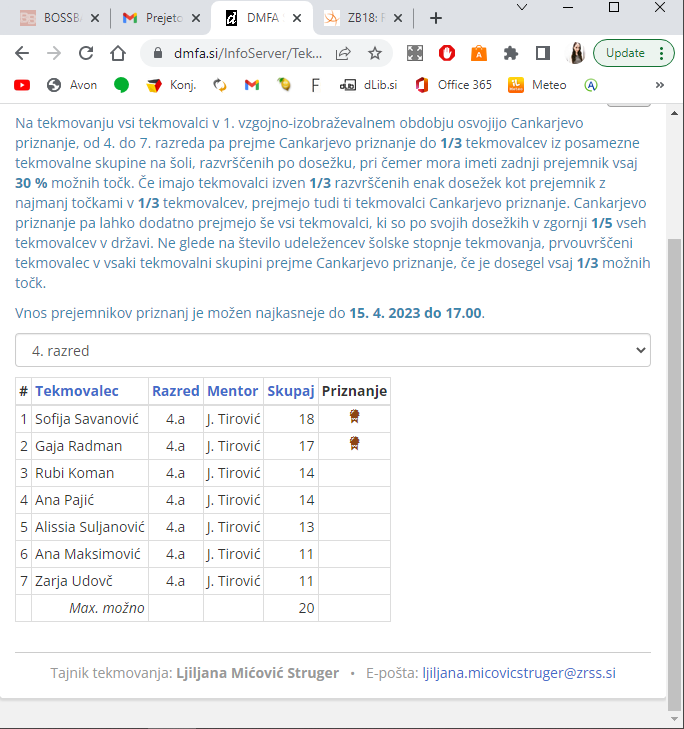 BOSSB
Prejeto
DMFA
ZB18: F
dmfa.si/InfoServer/Tek...
Update
Avon
Konj.
F
dLib.si
Office 365
Meteo
»
Na tekmovanju vsi tekmovalci v 1. vzgojno-izobraževalnem obdobju osvojijo Cankarjevo
priznanje, od 4. do 7. razreda pa prejme Cankarjevo priznanje do 1/3 tekmovalcev iz posamezne
tekmovalne skupine na šoli, razvrščenih po dosežku, pri čemer mora imeti zadnji prejemnik vsaj
30 % možnih točk. Če imajo tekmovalci izven 1/3 razvrščenih enak dosežek kot prejemnik z
najmanj točkami v 1/3 tekmovalcev, prejmejo tudi ti tekmovalci Cankarjevo priznanje. Cankarjevo
priznanje pa lahko dodatno prejmejo še vsi tekmovalci, ki so po svojih dosežkih v zgornji 1/5 vseh
tekmovalcev v državi. Ne glede na število udeležencev šolske stopnje tekmovanja, prvouvrščeni
tekmovalec v vsaki tekmovalni skupini prejme Cankarjevo priznanje, če je dosegel vsaj 1/3 možnih
točk.
Vnos prejemnikov priznanj je možen najkasneje do 15. 4. 2023 do 17.00.
4. razred
# Tekmovalec Razred Mentor Skupaj Priznanje
1 Sofija Savanović 4.a J. Tirović 18
2 Gaja Radman 4.a J. Tirović 17
3 Rubi Koman 4.a J. Tirović 14
4 Ana Pajić 4.a J. Tirović 14
5 Alissia Suljanović 4.a J. Tirović 13
6 Ana Maksimović 4.a J. Tirović 11
7 Zarja Udovč 4.a J. Tirović 11
Max. možno 20
Tajnik tekmovanja: Ljiljana Mićović Struger • E-pošta: ljiljana.micovicstruger@zrss.si